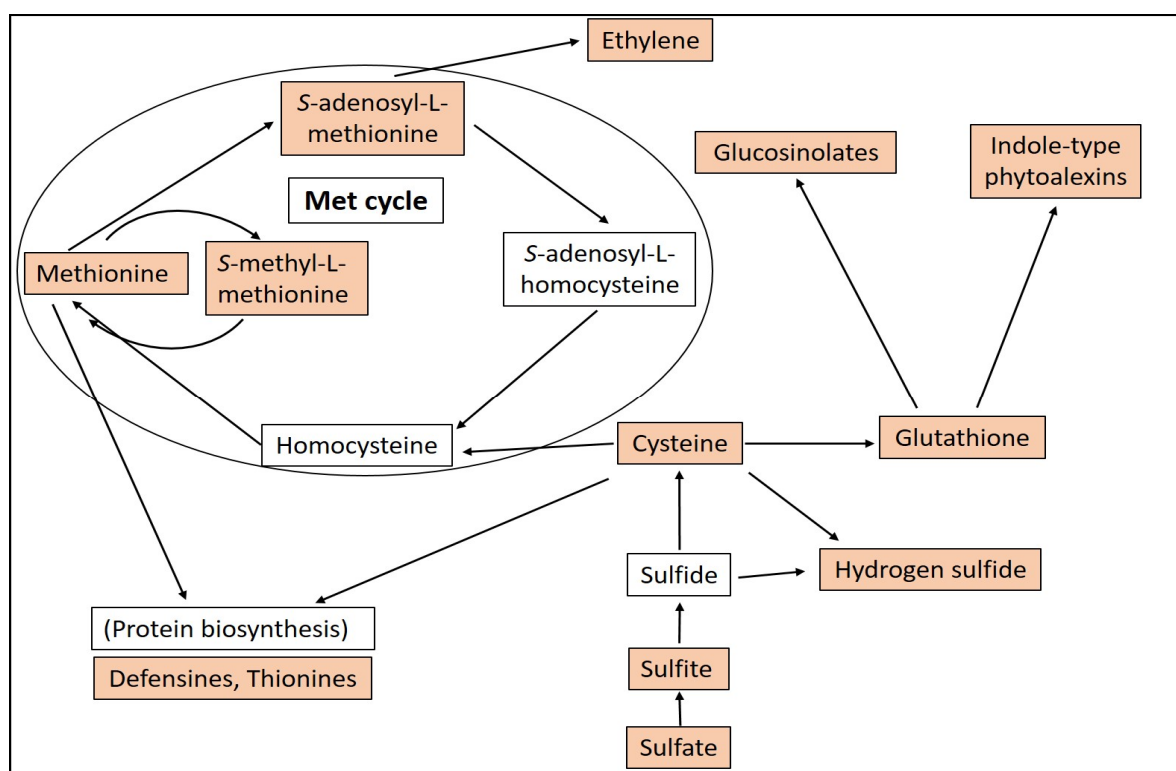 Ethylene
S-adenosyl-L-
methionine
Glucosinolates
Indole-type
phytoalexins
Met cycle
Methionine
S-methyl-L-
methionine
S-adenosyl-L-
homocysteine
Homocysteine
Cysteine
Glutathione
Sulfide
Hydrogen sulfide
(Protein biosynthesis)
Defensines, Thionines
Sulfite
Sulfate